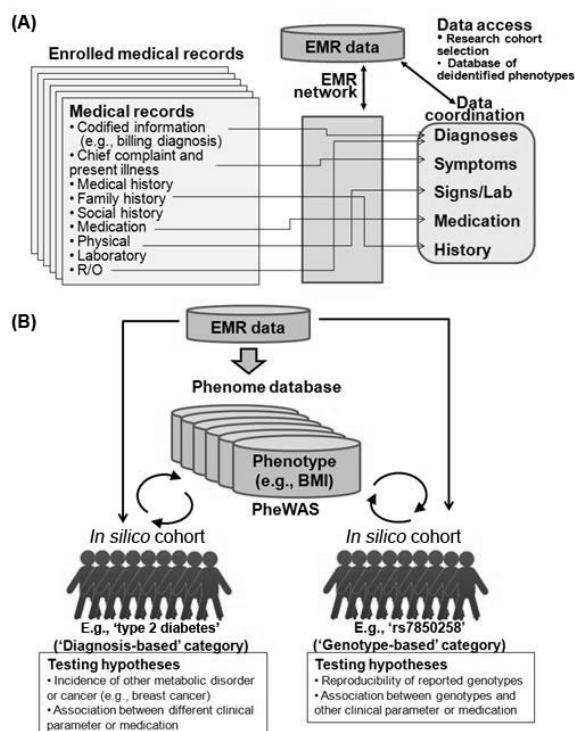 (A)
Enrolled medical records
EMR data
Data access
• Research cohort
selection
• Database of
deidentified phenotypes
EMR
network
Data
coordination
Medical records
• Codified information
(e.g., billing diagnosis)
• Chief complaint and
present illness
• Medical history
• Family history
• Social history
• Medication
• Physical
• Laboratory
• R/O
Diagnoses
Symptoms
Signs/Lab
Medication
History
(B)
EMR data
Phenome database
Phenotype
(e.g., BMI)
PheWAS
In silico cohort
E.g., ‘type 2 diabetes’
(‘Diagnosis-based’ category)
Testing hypotheses
• Incidence of other metabolic disorder
or cancer (e.g., breast cancer)
• Association between different clinical
parameter or medication
In silico cohort
E.g., ‘rs7850258’
(‘Genotype-based’ category)
Testing hypotheses
• Reproducibility of reported genotypes
• Association between genotypes and
other clinical parameter or medication